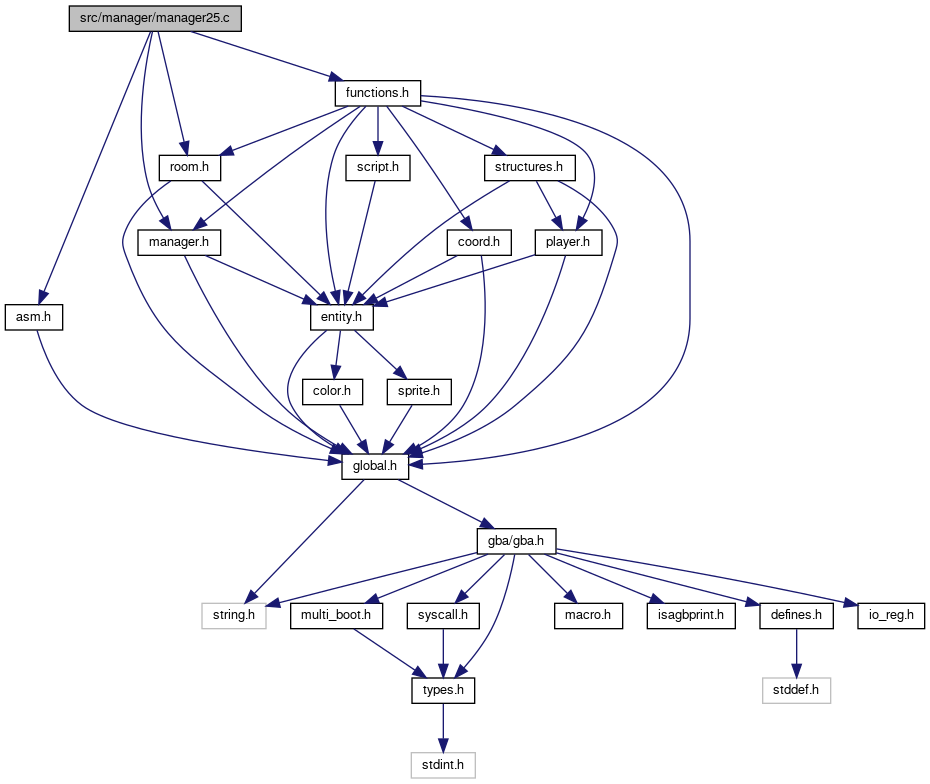 src/manager/manager25.c
functions.h
room.h
script.h
structures.h
manager.h
coord.h
player.h
asm.h
entity.h
color.h
sprite.h
global.h
gba/gba.h
string.h
multi_boot.h
syscall.h
macro.h
isagbprint.h
defines.h
io_reg.h
types.h
stddef.h
stdint.h